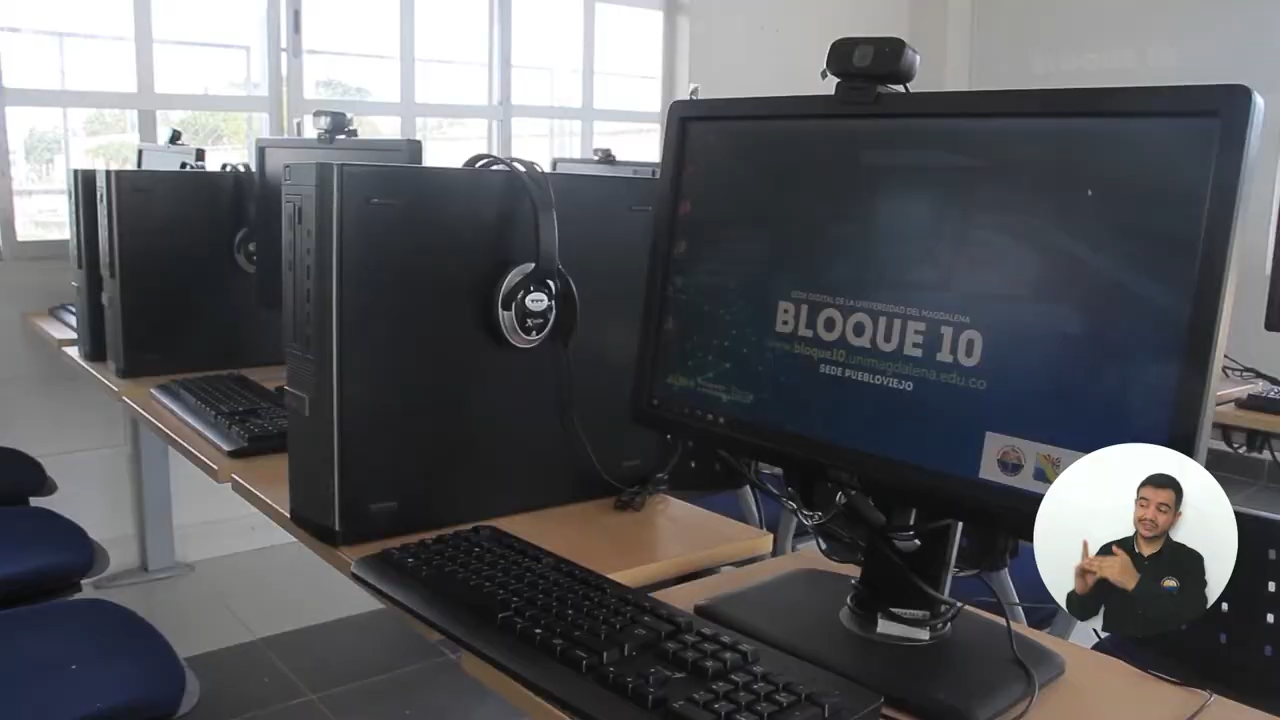 SEDE DIGITAL DE LA UNIVERSIDAD DEL MAGDALENA
BLOQUE 10
www.bloque10.unimagdalena.edu.co
SEDE PUEBLOVIEJO